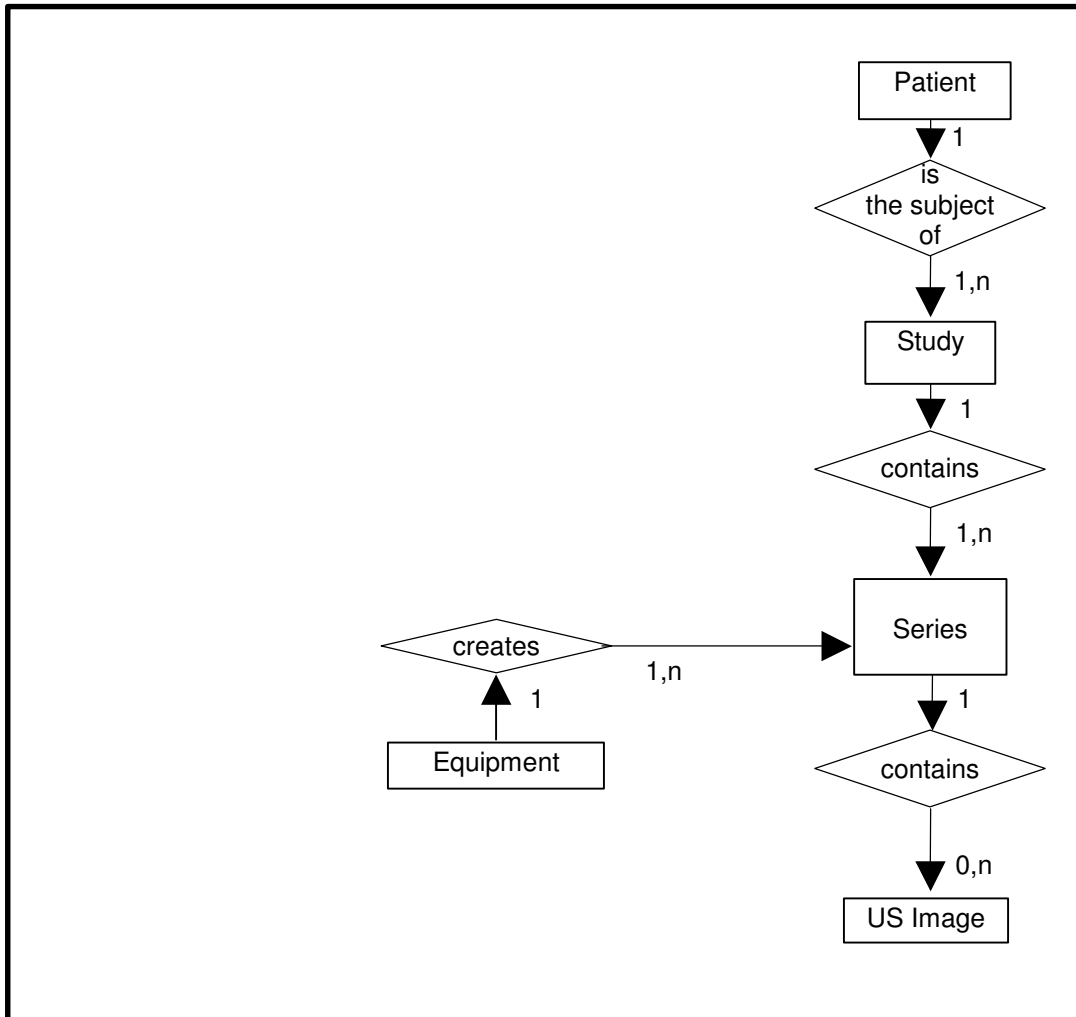 Patient
1
is
the subject
of
1,n
Study
1
contains
1,n
Series
creates
1,n
1
1
Equipment
contains
0,n
US Image